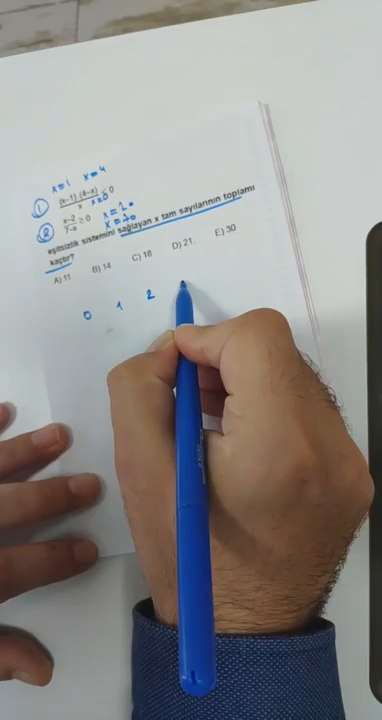 x=1 x=4
1 (x-1).(4-x)/x ≤ 0 x=0
x=2
2 x-2/7-x ≥ 0 x=7
eşitsizlik sistemini sağlayan x tam sayılarının toplamı
kaçtır?
A) 11 B) 14 C) 18 D) 21 E) 30
0 1 2